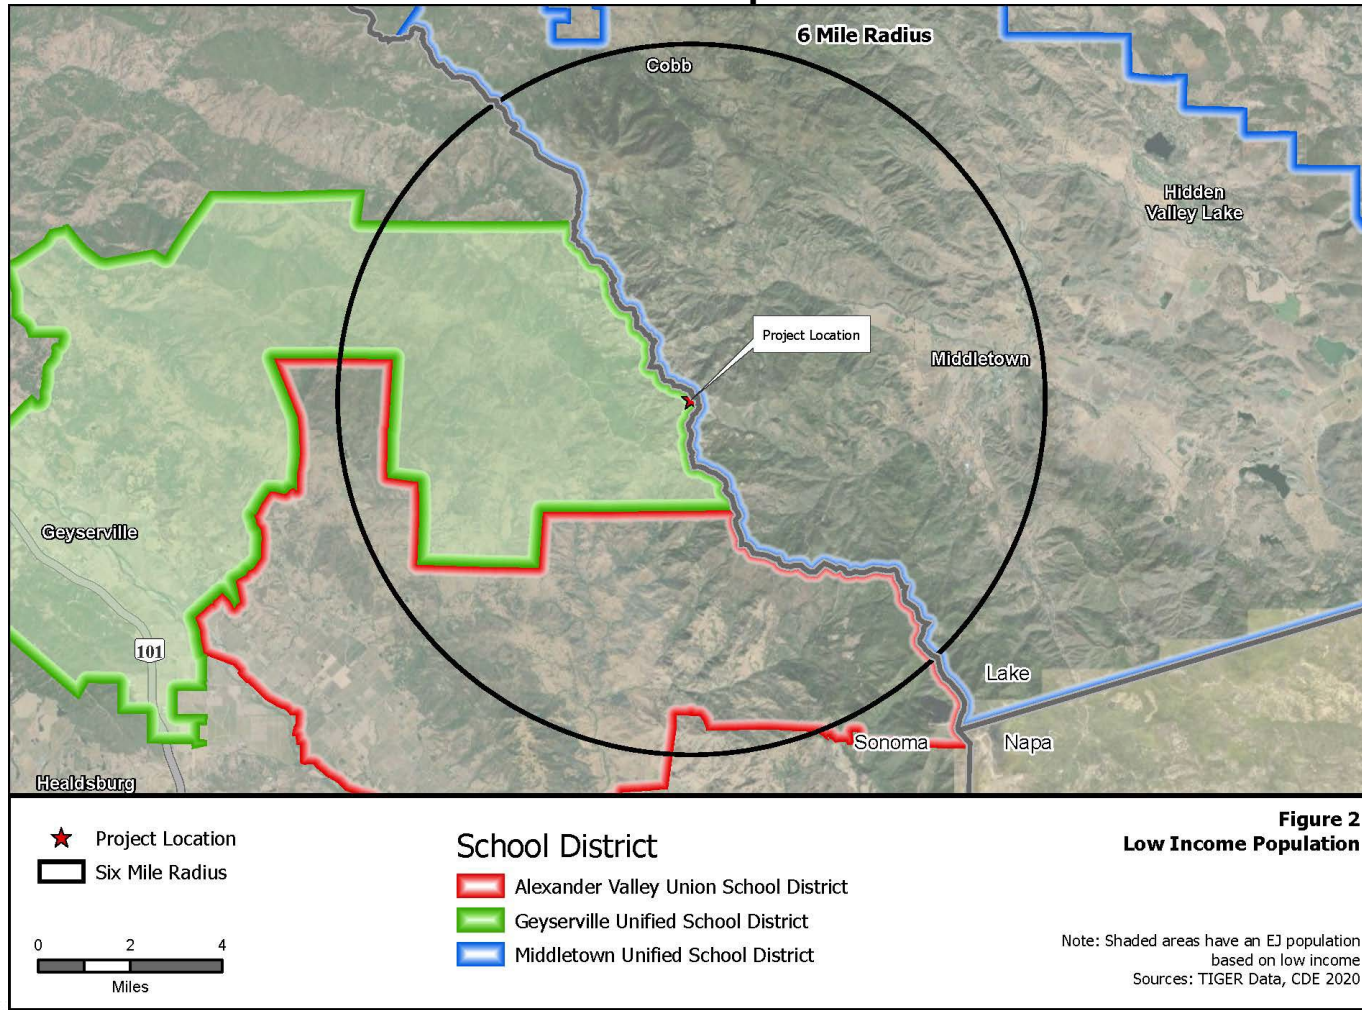 6 Mile Radius
Cobb
Hidden
Valley Lake
Project Location
Middletown
Geyserville
101
Lake
Sonoma
Napa
Healdsburg
Project Location
Six Mile Radius
0 2 4
Miles
School District
Alexander Valley Union School District
Geyserville Unified School District
Middletown Unified School District
Figure 2
Low Income Population
Note: Shaded areas have an EJ population
based on low income
Sources: TIGER Data, CDE 2020